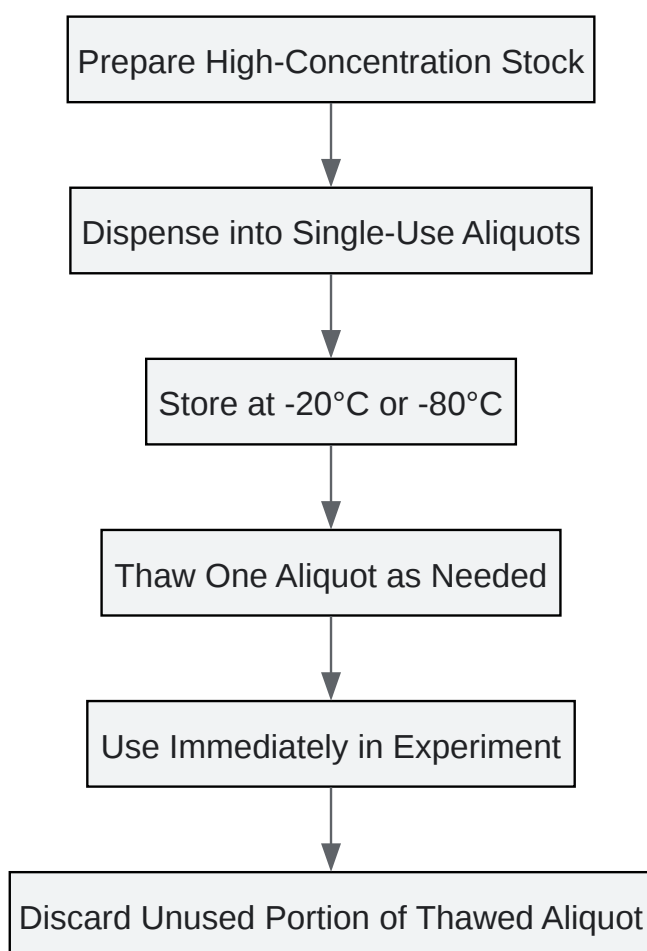 Prepare High-Concentration Stock
Dispense into Single-Use Aliquots
Store at -20°C or -80°C
Thaw One Aliquot as Needed
Use Immediately in Experiment
Discard Unused Portion of Thawed Aliquot